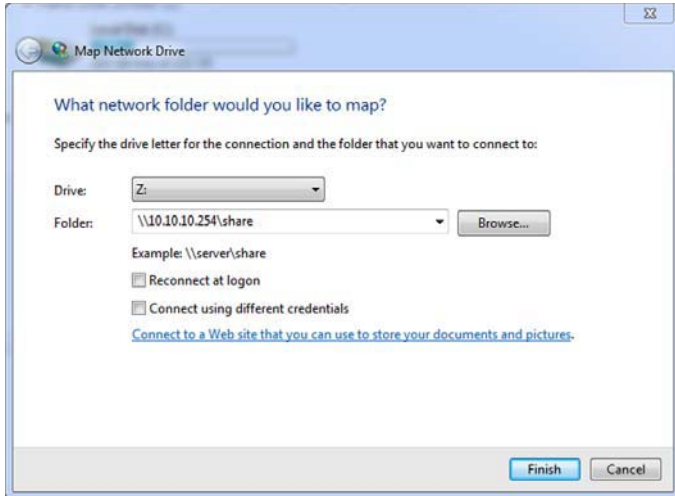 Map Network Drive
What network folder would you like to map?
Specify the drive letter for the connection and the folder that you want to connect to:
Drive: Z:
Folder: \\10.10.10.254\share Browse...
Example: \\server\share
Reconnect at logon
Connect using different credentials
Connect to a Web site that you can use to store your documents and pictures.
Finish Cancel